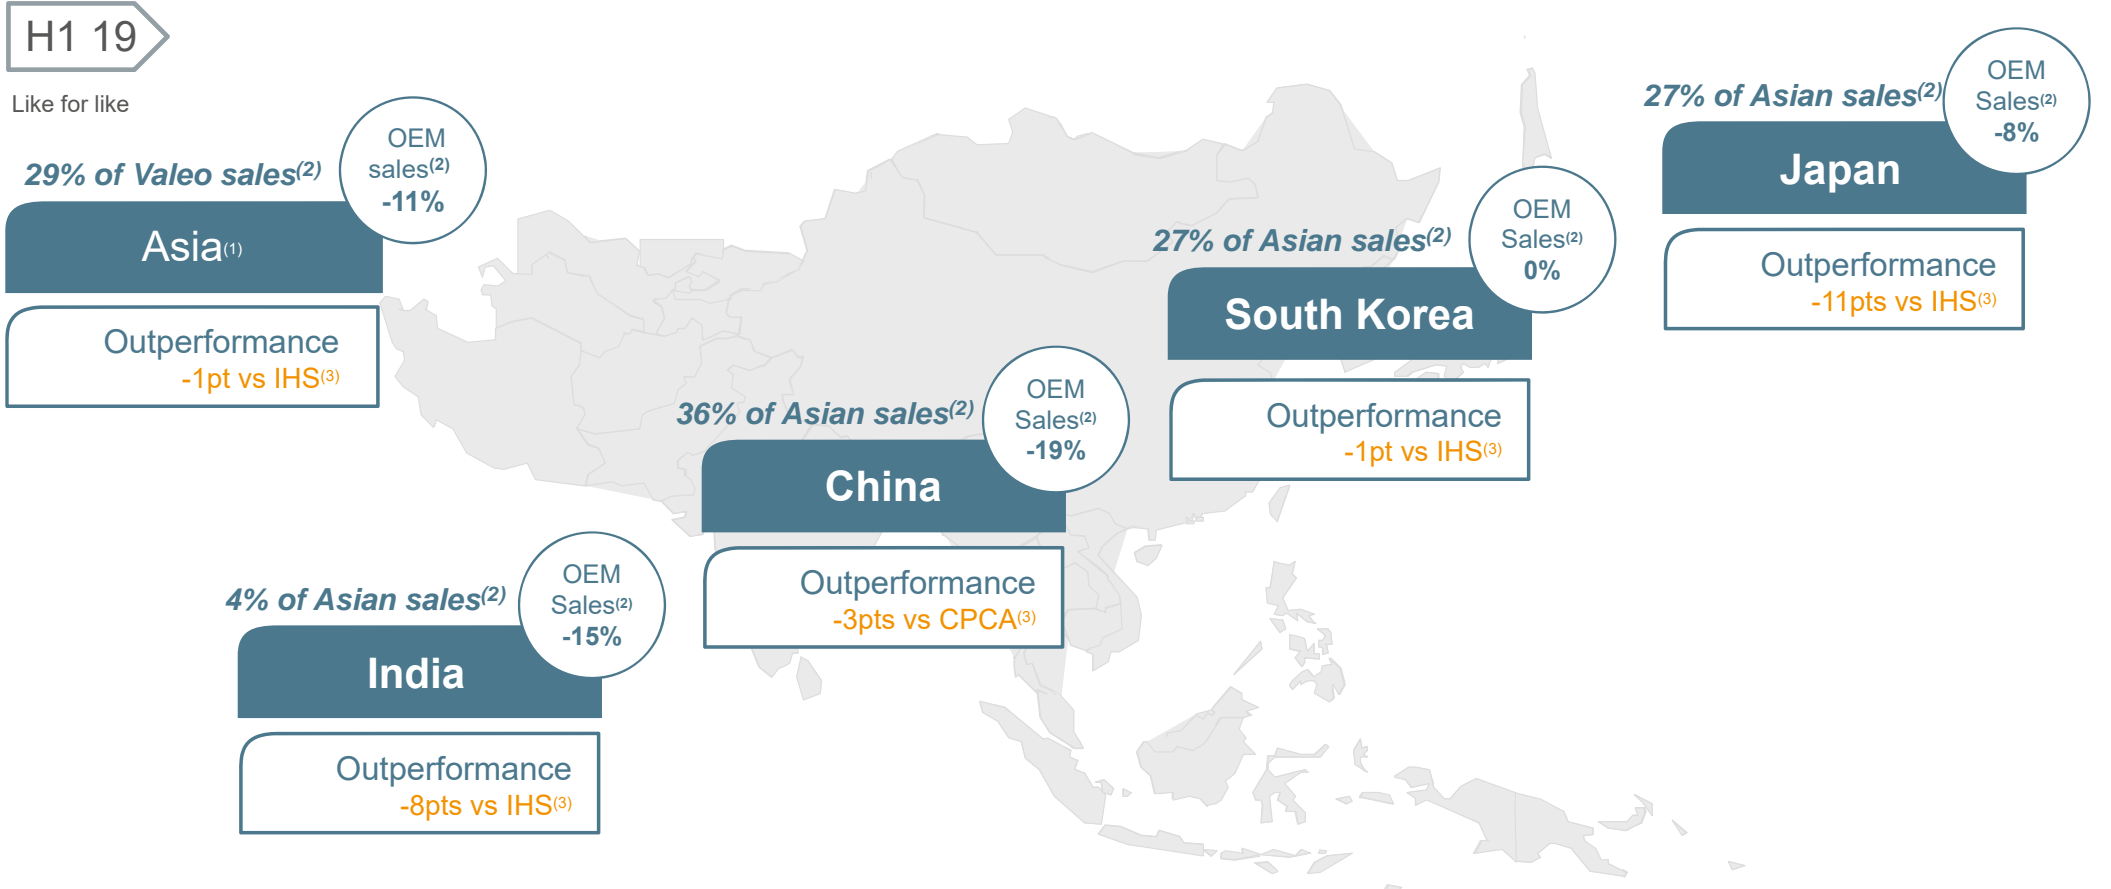 H1 19
Like for like
29% of Valeo sales(2)
OEM
sales(2)
-11%
Asia(1)
Outperformance
-1pt vs IHS(3)
27% of Asian sales(2)
OEM
Sales(2)
-8%
Japan
Outperformance
-11pts vs IHS(3)
27% of Asian sales(2)
OEM
Sales(2)
0%
South Korea
Outperformance
-1pt vs IHS(3)
36% of Asian sales(2)
OEM
Sales(2)
-19%
China
Outperformance
-3pts vs CPCA(3)
4% of Asian sales(2)
OEM
Sales(2)
-15%
India
Outperformance
-8pts vs IHS(3)